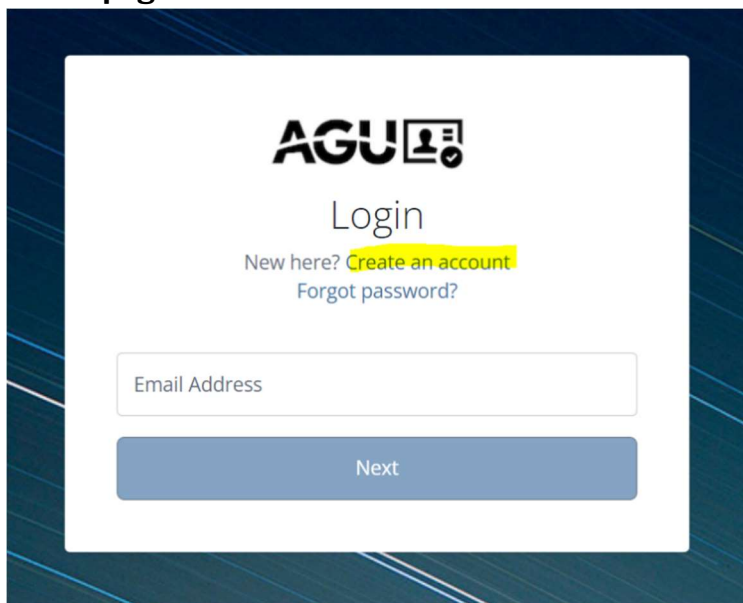 AGU
Login
New here? Create an account
Forgot password?
Email Address
Next